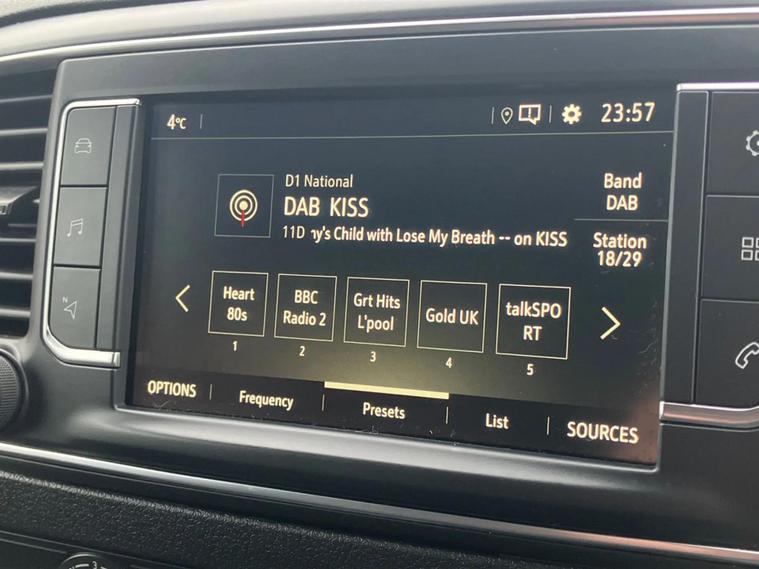 4°C
23:57
D1 National
DAB KISS
11D ny's Child with Lose My Breath -- on KISS
Band
DAB
Station
18/29
Heart
80s
BBC
Radio 2
Grt Hits
L'pool
Gold UK
talkSPO
RT
1
2
3
4
5
OPTIONS
Frequency
Presets
List
SOURCES
N
3